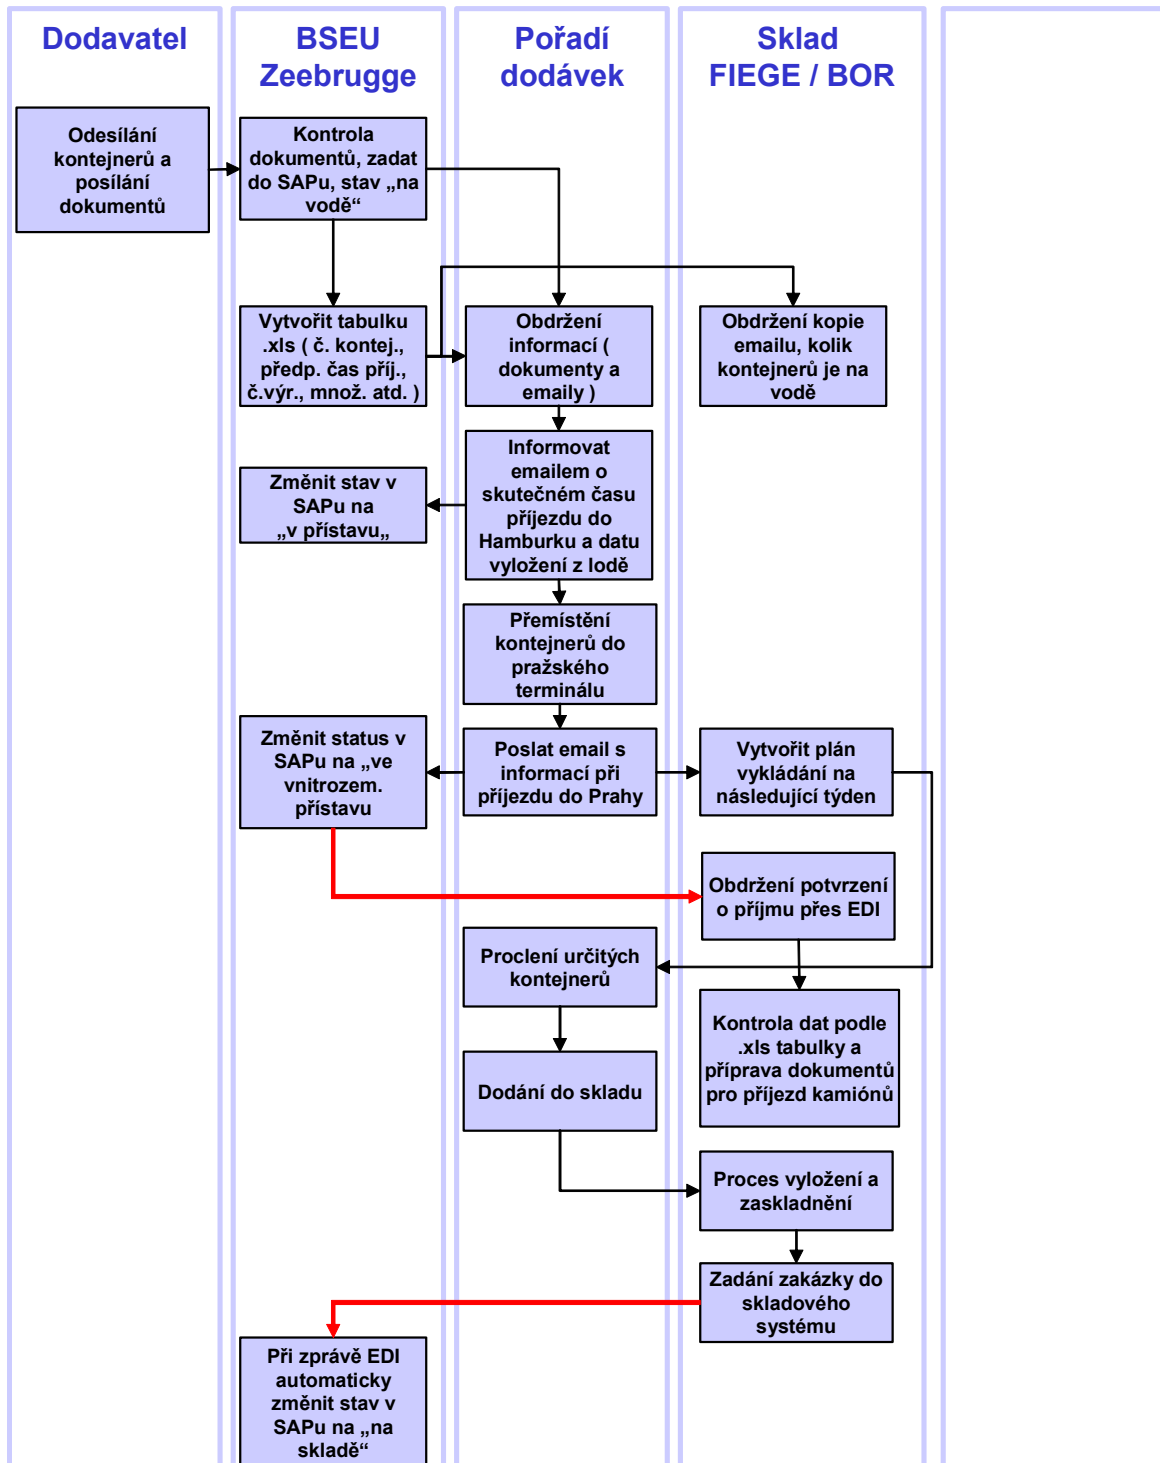 Dodavatel
BSEU
Zeebrugge
Pořadí
dodávek
Sklad
FIEGE / BOR
Odesílání
kontejnerů a
posílání
dokumentů
Kontrola
dokumentů, zadat
do SAPu, stav „na
vodě“
Vytvořit tabulku
.xls ( č. kontej.,
předp. čas příj.,
č.výr., množ. atd. )
Obdržení
informací (
dokumenty a
emaily )
Obdržení kopie
emailu, kolik
kontejnerů je na
vodě
Informovat
emailem o
skutečném času
příjezdu do
Hamburku a datu
vyložení z lodě
Změnit stav v
SAPu na
„v přístavu„
Přemístění
kontejnerů do
pražského
terminálu
Změnit status v
SAPu na „ve
vnitrozem.
přístavu
Poslat email s
informací při
příjezdu do Prahy
Vytvořit plán
vykládání na
následující týden
Obdržení potvrzení
o příjmu přes EDI
Proclení určitých
kontejnerů
Kontrola dat podle
.xls tabulky a
příprava dokumentů
pro příjezd kamiónů
Dodání do skladu
Proces vyložení a
zaskladnění
Zadání zakázky do
skladového
systému
Při zprávě EDI
automaticky
změnit stav v
SAPu na „na
skladě“